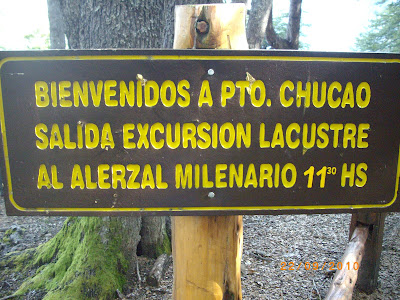 BIENVENIDOS A PTO. CHUCAO
SALIDA EXCURSION LACUSTRE
AL ALERZAL MILENARIO 11³⁰ HS